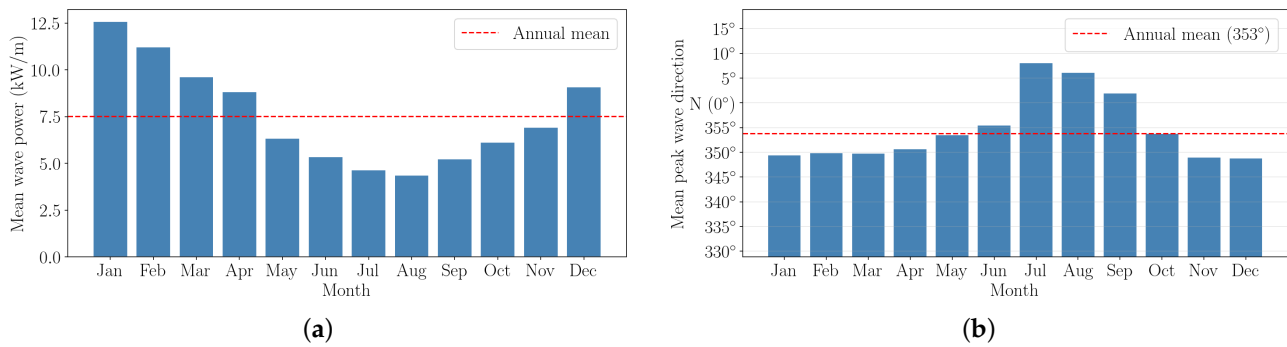 12.5
10.0
7.5
5.0
2.5
0.0
Mean wave power (kW/m)
Annual mean
Jan Feb Mar Apr May Jun Jul Aug Sep Oct Nov Dec
Month
(a)
15°
5°
N (0°)
355°
350°
345°
340°
335°
330°
Mean peak wave direction
Annual mean (353°)
Jan Feb Mar Apr May Jun Jul Aug Sep Oct Nov Dec
Month
(b)